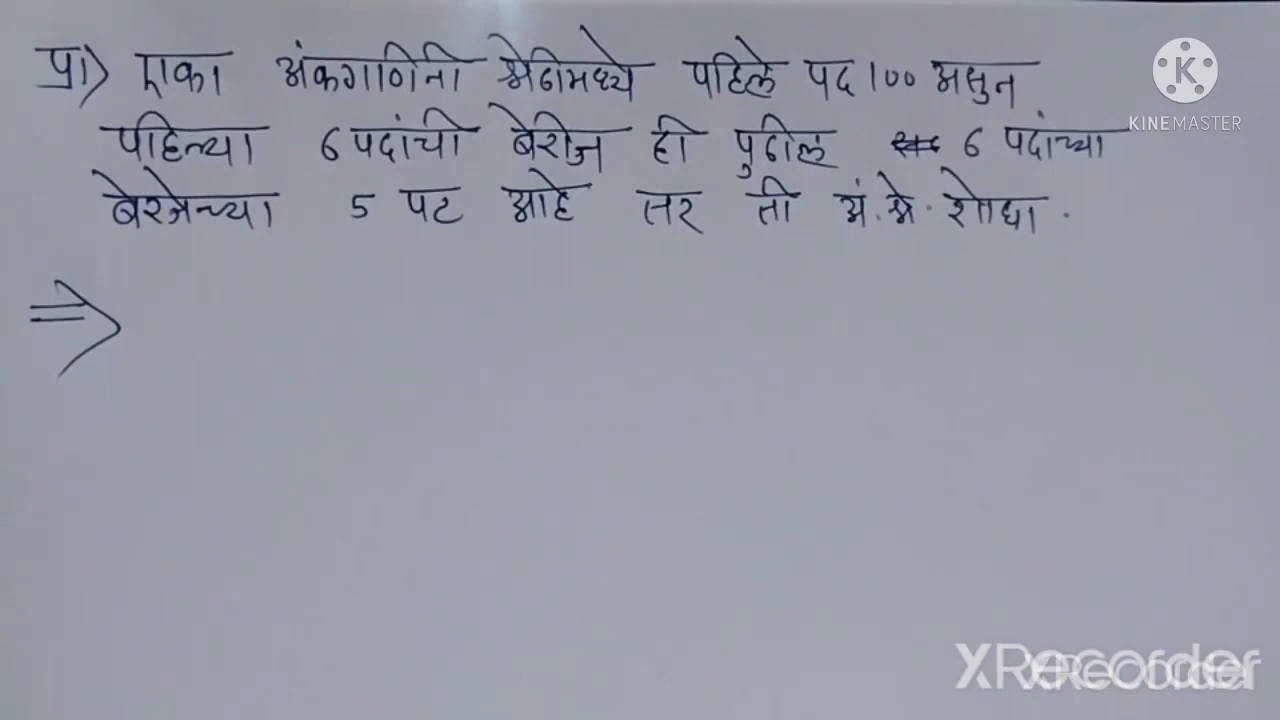 प्र) एका अंकगणिती श्रेढीमध्ये पहिले पद 100 असुन
पहिल्या 6 पदांची बेरीज ही पुढील 6 पदांच्या
बेरजेच्या 5 पट आहे तर ती अं. श्रे. शोधा.
⇒
K
KINEMASTER
XRecorder
XRecorder